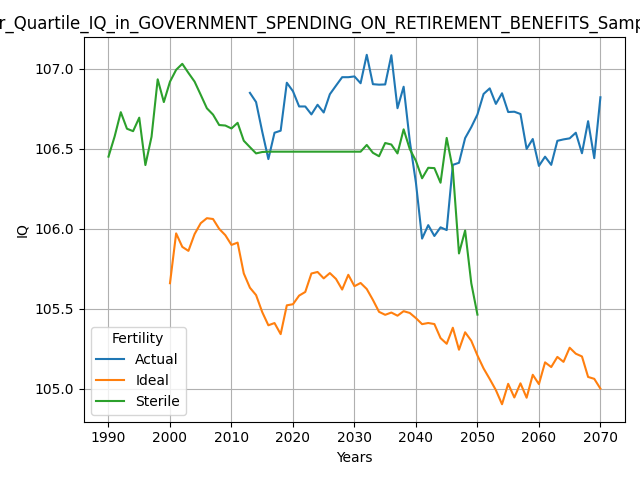 r_Quartile_IQ_in_GOVERNMENT_SPENDING_ON_RETIREMENT_BENEFITS_Samp
107.0
106.5
106.0
105.5
105.0
IQ
Fertility
Actual
Ideal
Sterile
1990 2000 2010 2020 2030 2040 2050 2060 2070
Years